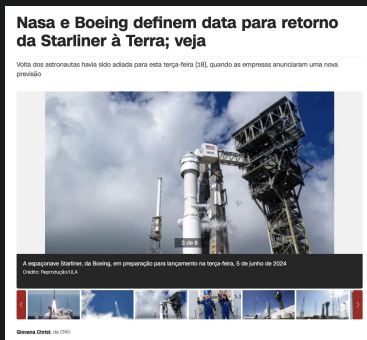 Nasa e Boeing definem data para retorno
da Starliner à Terra; veja
Volta dos astronautas havia sido adiada para esta terça-feira (18), quando as empresas anunciaram uma nova
previsão
3 de 8
A espaçonave Starliner, da Boeing, em preparação para lançamento na terça-feira, 5 de junho de 2024
Crédito: Reprodução/ULA
Giovana Christ, da CNN